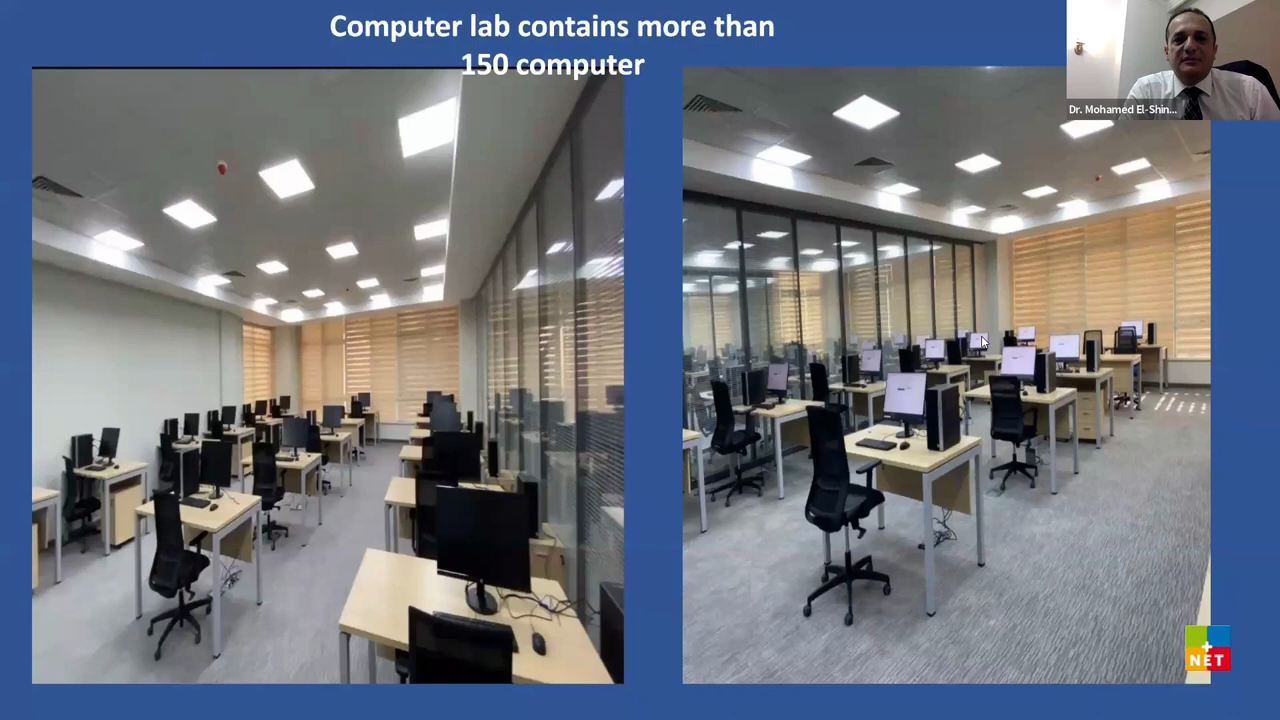 Computer lab contains more than
150 computer
Dr. Mohamed El-Shin...
+
NET